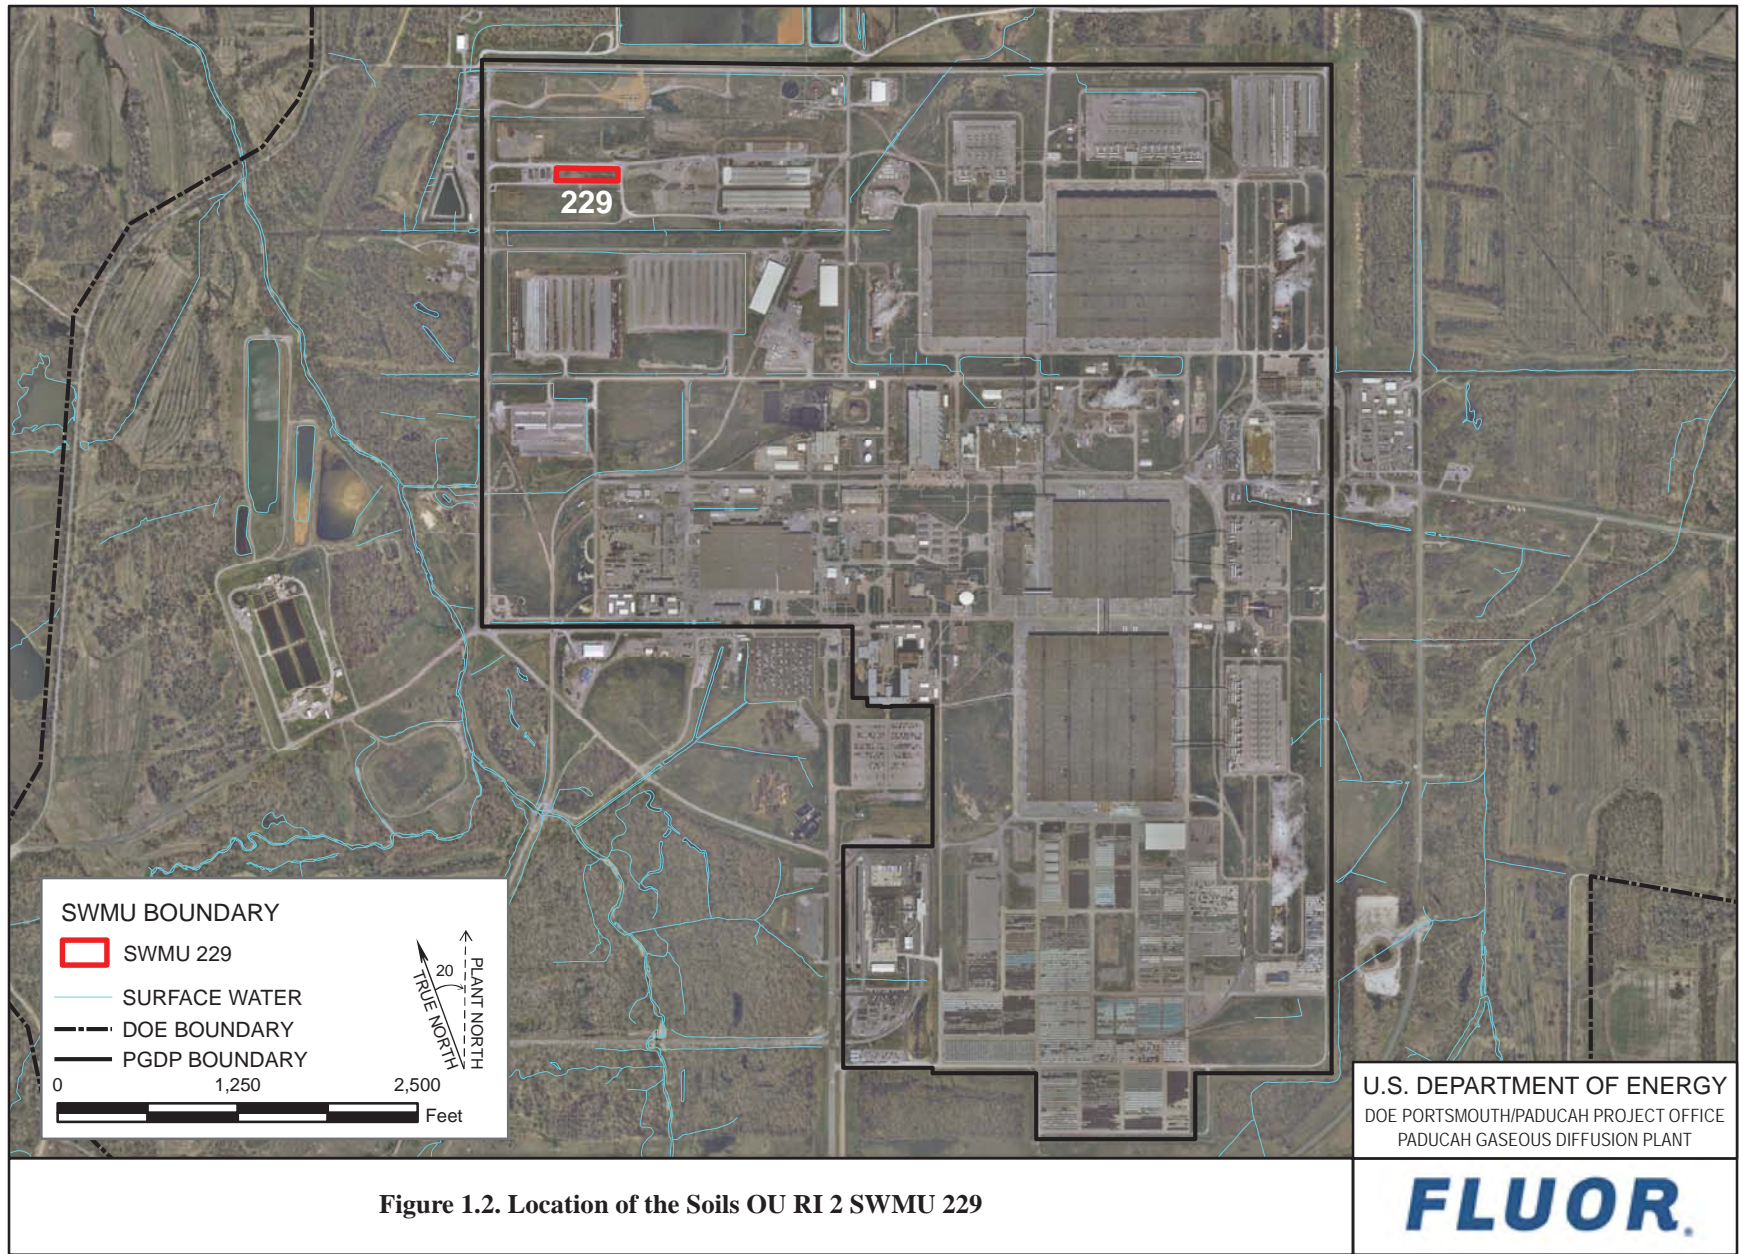 229
SWMU BOUNDARY
SWMU 229
SURFACE WATER
DOE BOUNDARY
PGDP BOUNDARY
20
TRUE NORTH
PLANT NORTH
0 1,250 2,500
Feet
U.S. DEPARTMENT OF ENERGY
DOE PORTSMOUTH/PADUCAH PROJECT OFFICE
PADUCAH GASEOUS DIFFUSION PLANT
Figure 1.2. Location of the Soils OU RI 2 SWMU 229
FLUOR®